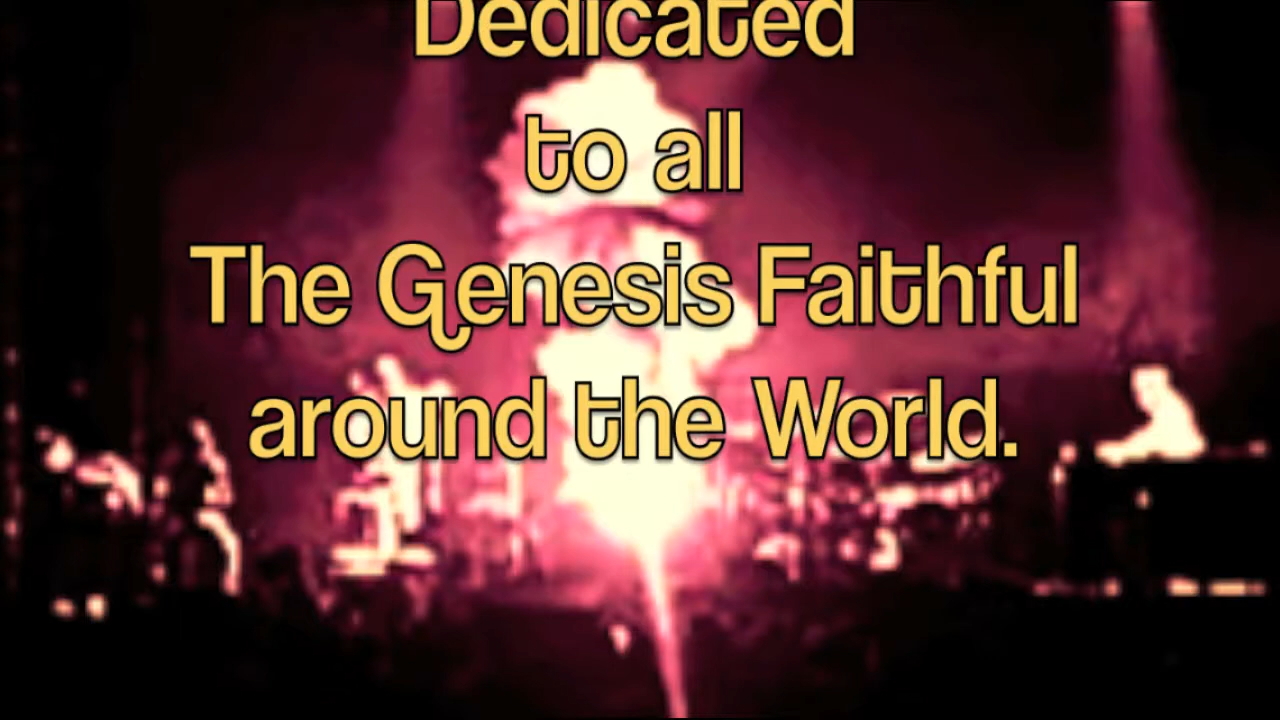 Dedicated
to all
The Genesis Faithful
around the World.